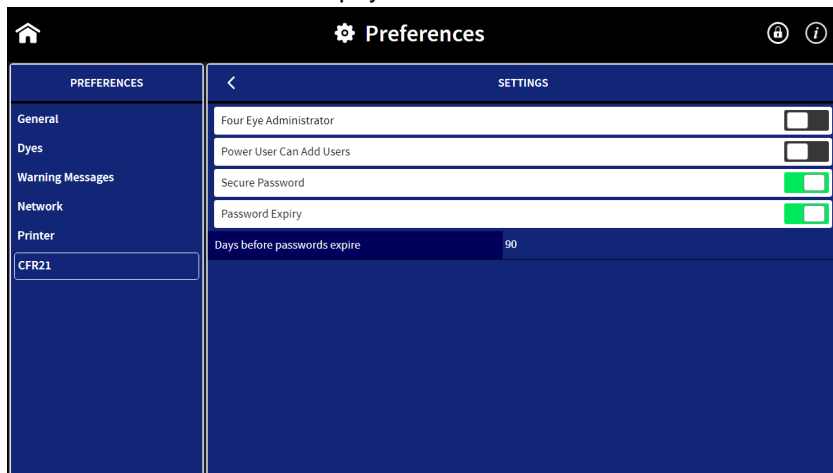 Preferences
PREFERENCES
General
Dyes
Warning Messages
Network
Printer
CFR21
SETTINGS
Four Eye Administrator
Power User Can Add Users
Secure Password
Password Expiry
Days before passwords expire 90